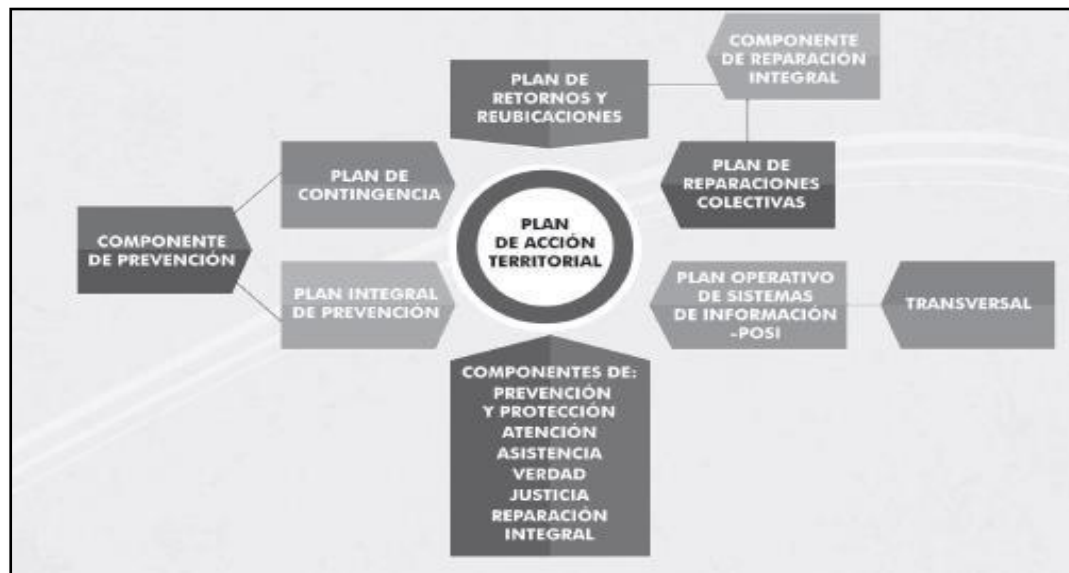 COMPONENTE
DE REPARACIÓN
INTEGRAL
PLAN DE
RETORNOS Y
REUBICACIONES
PLAN DE
CONTINGENCIA
PLAN DE
REPARACIONES
COLECTIVAS
COMPONENTE
DE PREVENCIÓN
PLAN
DE ACCIÓN
TERRITORIAL
PLAN INTEGRAL
DE PREVENCIÓN
PLAN OPERATIVO
DE SISTEMAS
DE INFORMACIÓN
-POSI
TRANSVERSAL
COMPONENTES DE:
PREVENCIÓN
Y PROTECCIÓN
ATENCIÓN
ASISTENCIA
VERDAD
JUSTICIA
REPARACIÓN
INTEGRAL